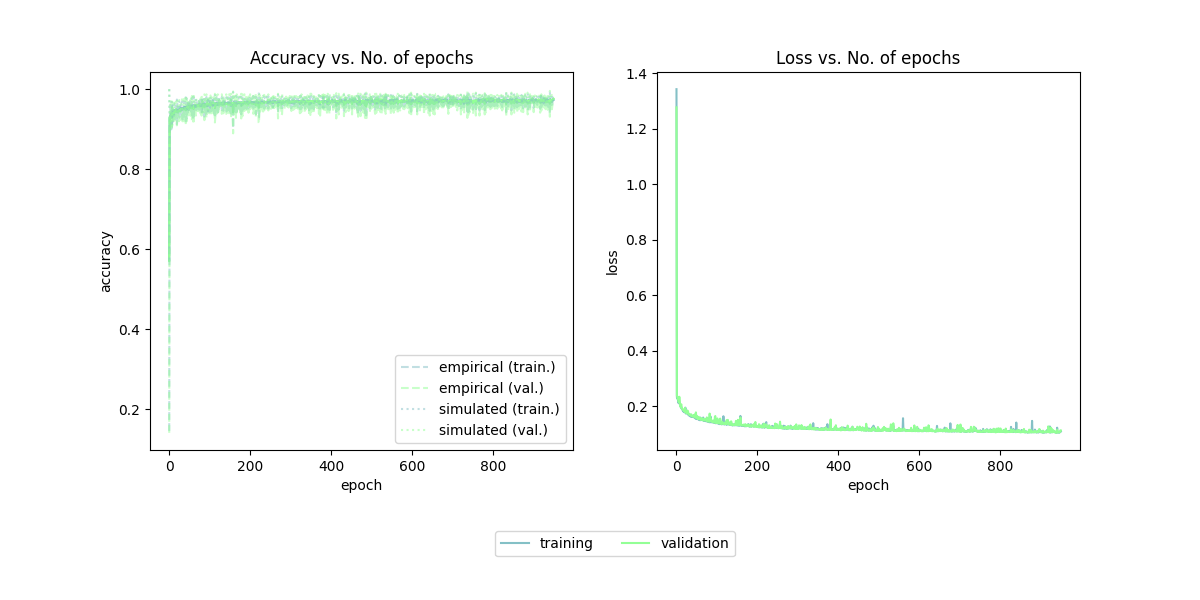 Accuracy vs. No. of epochs
1.0
0.8
0.6
0.4
0.2
accuracy
0
200
400
600
800
epoch
empirical (train.)
empirical (val.)
simulated (train.)
simulated (val.)
Loss vs. No. of epochs
1.4
1.2
1.0
0.8
0.6
0.4
0.2
loss
0
200
400
600
800
epoch
training
validation